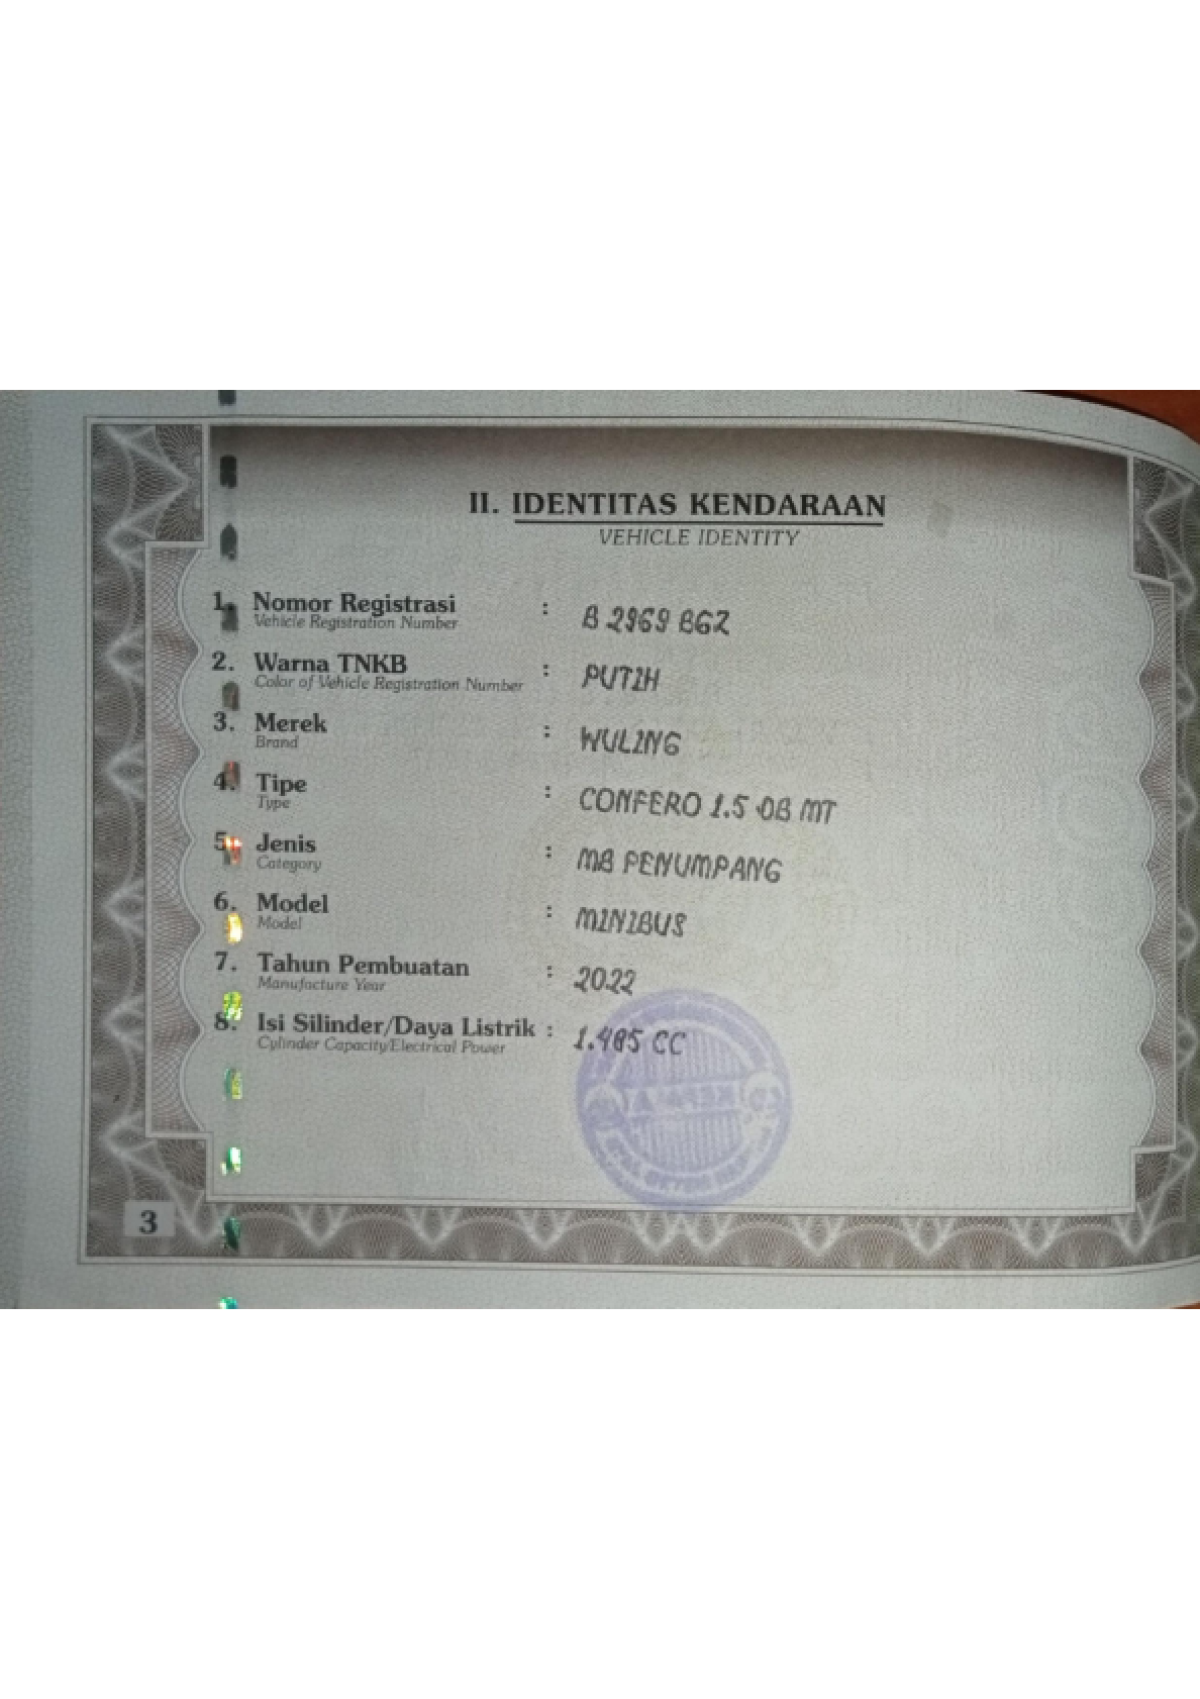 II. IDENTITAS KENDARAAN
VEHICLE IDENTITY
1. Nomor Registrasi : B 2969 BGZ
Vehicle Registration Number
2. Warna TNKB : PUTIH
Color of Vehicle Registration Number
3. Merek : WULING
Brand
4. Tipe : CONFERO 1.5 DB MT
Type
5. Jenis : MB PENUMPANG
Category
6. Model : MINIBUS
Model
7. Tahun Pembuatan : 2022
Manufacture Year
8. Isi Silinder/Daya Listrik : 1.485 CC
Cylinder Capacity/Electrical Power
3